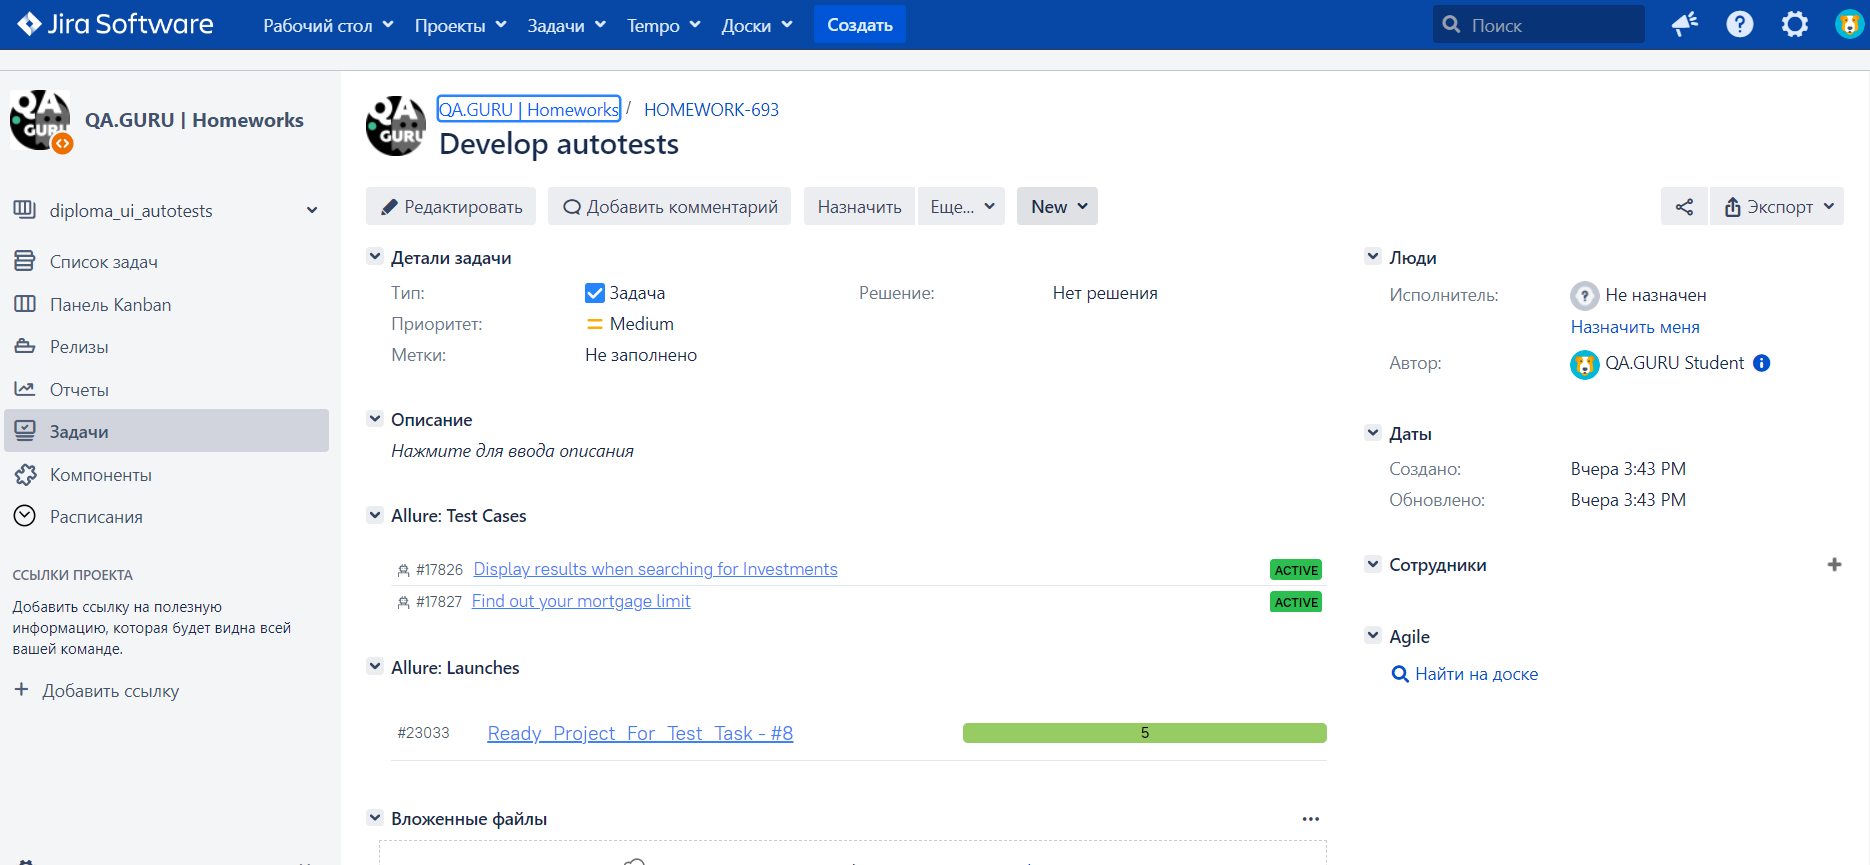 Jira Software
Рабочий стол Проекты Задачи Tempo Доски Создать Поиск
QA.GURU | Homeworks
diploma_ui_autotests
Список задач
Панель Kanban
Релизы
Отчеты
Задачи
Компоненты
Расписания
ССЫЛКИ ПРОЕКТА
Добавить ссылку на полезную
информацию, которая будет видна всей
вашей команде.
+ Добавить ссылку
QA GURU
QA.GURU | Homeworks / HOMEWORK-693
Develop autotests
Редактировать Добавить комментарий Назначить Еще... New Экспорт
Детали задачи
Тип: Задача Решение: Нет решения
Приоритет: Medium
Метки: Не заполнено
Описание
Нажмите для ввода описания
Allure: Test Cases
#17826 Display results when searching for Investments ACTIVE
#17827 Find out your mortgage limit ACTIVE
Allure: Launches
#23033 Ready_Project_For_Test_Task - #8 5
Вложенные файлы ...
Люди
Исполнитель: Не назначен
Назначить меня
Автор: QA.GURU Student
Даты
Создано: Вчера 3:43 PM
Обновлено: Вчера 3:43 PM
Сотрудники +
Agile
Найти на доске